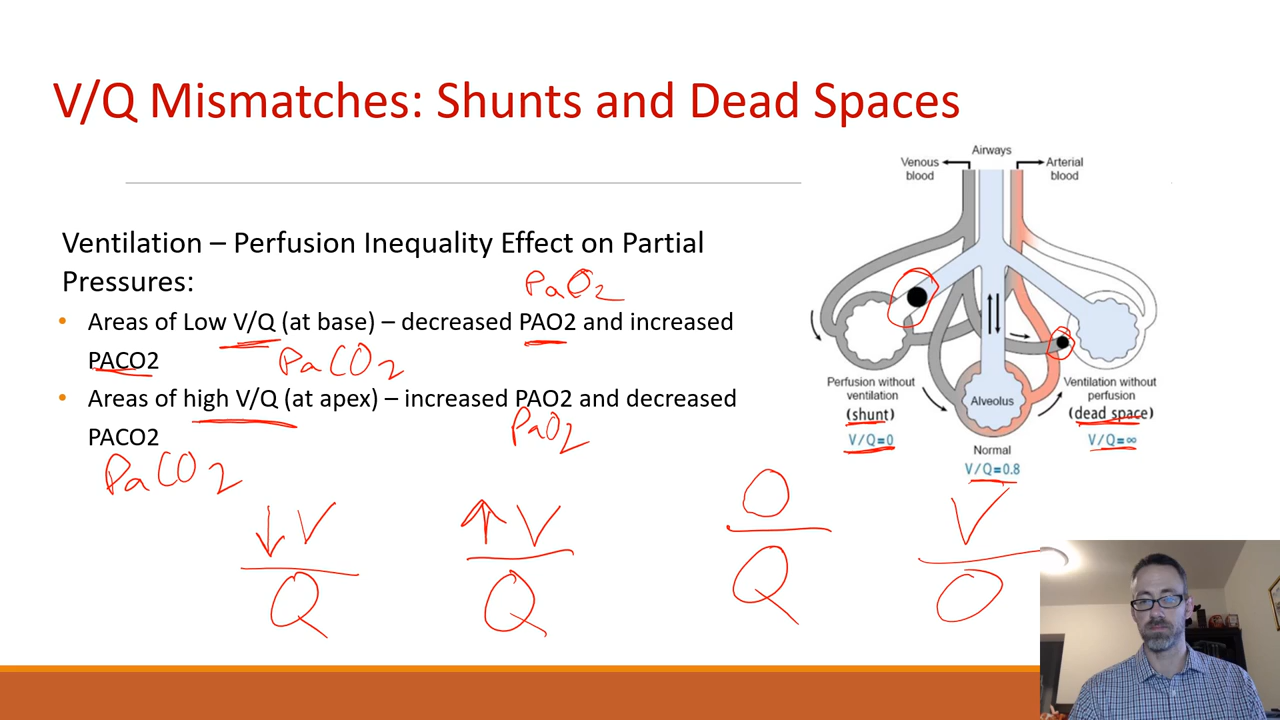 V/Q Mismatches: Shunts and Dead Spaces
Ventilation – Perfusion Inequality Effect on Partial
Pressures:
PaO2
• Areas of Low V/Q (at base) – decreased PAO2 and increased
PACO2
PaCO2
• Areas of high V/Q (at apex) – increased PAO2 and decreased
PACO2
PaO2
PaCO2
↓V
Q
↑V
Q
O
Q
V
O
Airways
Venous
blood
Arterial
blood
Perfusion without
ventilation
(shunt)
V/Q=0
Alveolus
Normal
V/Q=0.8
Ventilation without
perfusion
(dead space)
V/Q=∞